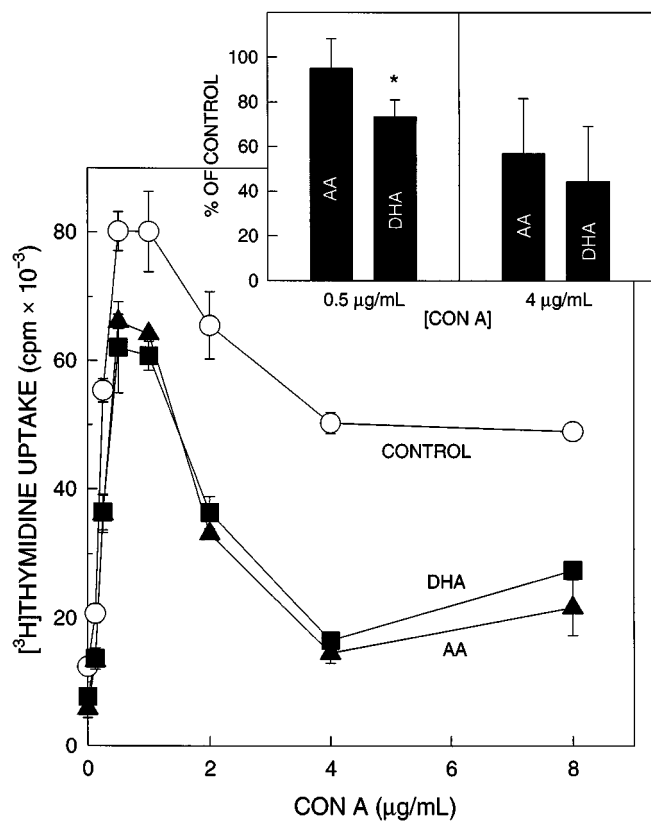 % OF CONTROL
100
80
60
40
20
0
AA
DHA
*
AA
DHA
0.5 µg/mL
4 µg/mL
[CON A]
[³H]THYMIDINE UPTAKE (cpm × 10⁻³)
80
60
40
20
0
CONTROL
DHA
AA
0
2
4
6
8
CON A (µg/mL)